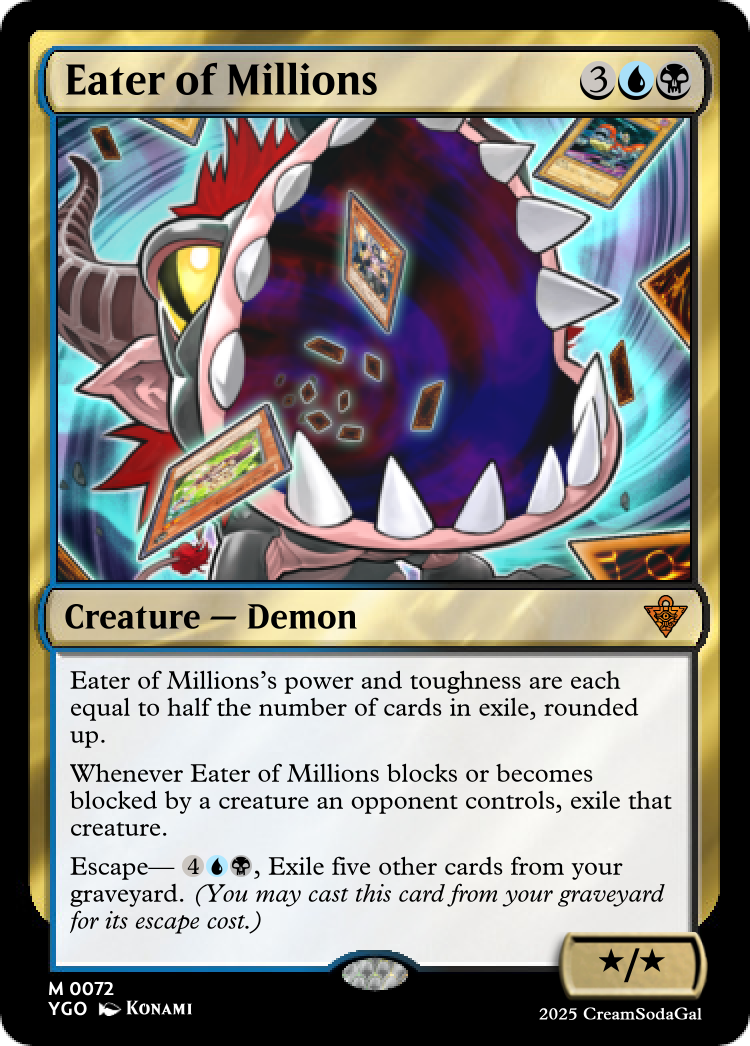 Eater of Millions 3
Creature — Demon
Eater of Millions's power and toughness are each
equal to half the number of cards in exile, rounded
up.
Whenever Eater of Millions blocks or becomes
blocked by a creature an opponent controls, exile that
creature.
Escape— 4, Exile five other cards from your
graveyard. (You may cast this card from your graveyard
for its escape cost.)
★/★
M 0072
YGO KONAMI
2025 CreamSodaGal